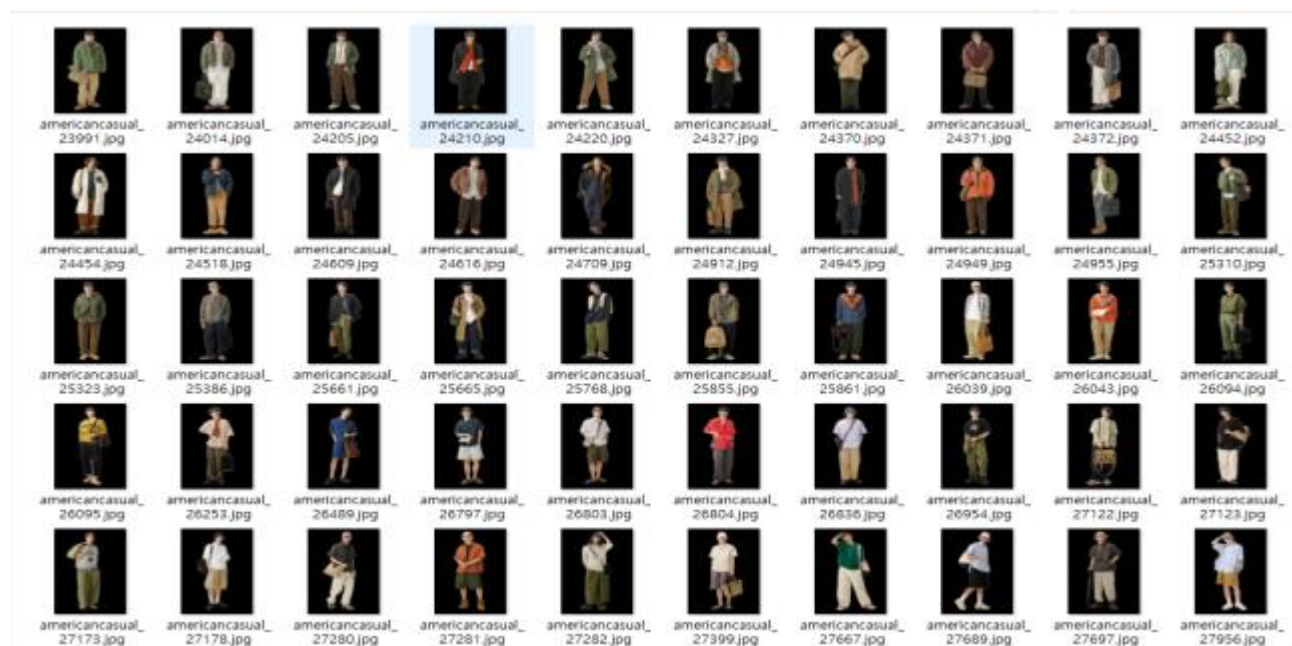 americancasual_ americancasual_ americancasual_ americancasual_ americancasual_ americancasual_ americancasual_ americancasual_ americancasual_ americancasual_
23991.jpg 24014.jpg 24205.jpg 24210.jpg 24220.jpg 24327.jpg 24370.jpg 24371.jpg 24372.jpg 24452.jpg
americancasual_ americancasual_ americancasual_ americancasual_ americancasual_ americancasual_ americancasual_ americancasual_ americancasual_ americancasual_
24454.jpg 24518.jpg 24609.jpg 24616.jpg 24709.jpg 24912.jpg 24945.jpg 24949.jpg 24955.jpg 25310.jpg
americancasual_ americancasual_ americancasual_ americancasual_ americancasual_ americancasual_ americancasual_ americancasual_ americancasual_ americancasual_
25323.jpg 25386.jpg 25661.jpg 25665.jpg 25768.jpg 25855.jpg 25861.jpg 26039.jpg 26043.jpg 26094.jpg
americancasual_ americancasual_ americancasual_ americancasual_ americancasual_ americancasual_ americancasual_ americancasual_ americancasual_ americancasual_
26095.jpg 26253.jpg 26489.jpg 26797.jpg 26803.jpg 26804.jpg 26836.jpg 26954.jpg 27122.jpg 27123.jpg
americancasual_ americancasual_ americancasual_ americancasual_ americancasual_ americancasual_ americancasual_ americancasual_ americancasual_ americancasual_
27173.jpg 27178.jpg 27280.jpg 27281.jpg 27282.jpg 27399.jpg 27667.jpg 27689.jpg 27697.jpg 27956.jpg